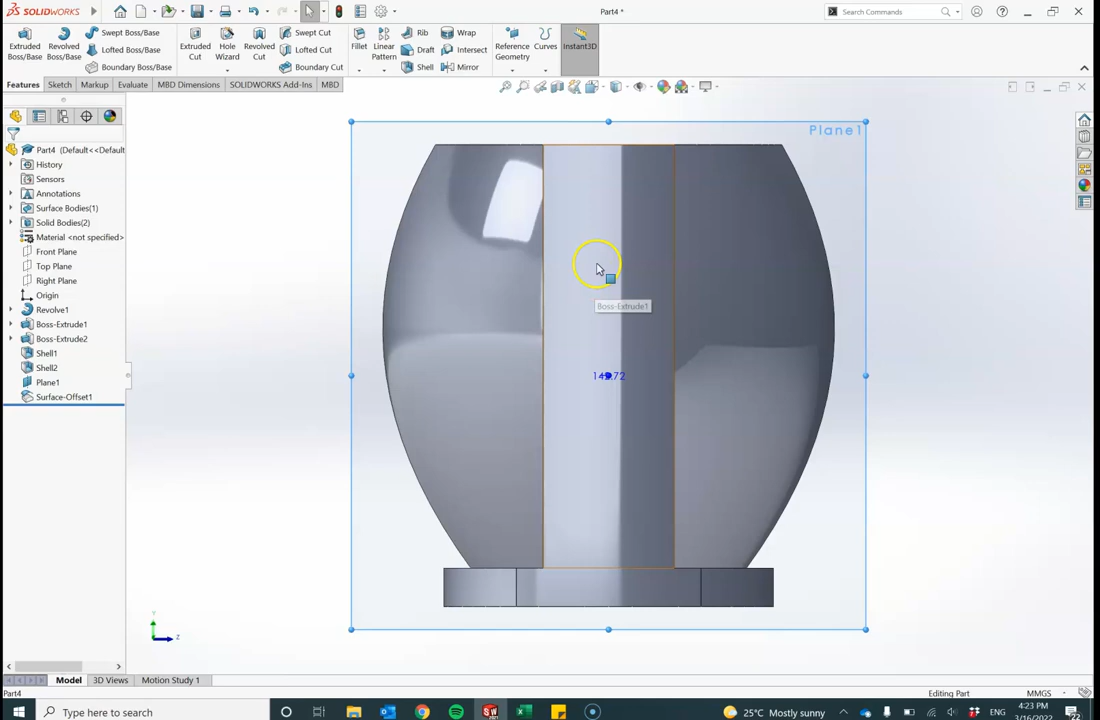 SOLIDWORKS
Part4 *
Search Commands
Extruded Boss/Base
Revolved Boss/Base
Swept Boss/Base
Lofted Boss/Base
Boundary Boss/Base
Extruded Cut
Hole Wizard
Revolved Cut
Swept Cut
Lofted Cut
Boundary Cut
Fillet
Linear Pattern
Rib
Draft
Shell
Wrap
Intersect
Mirror
Reference Geometry
Curves
Instant3D
Features
Sketch
Markup
Evaluate
MBD Dimensions
SOLIDWORKS Add-Ins
MBD
Part4 (Default<<Default
History
Sensors
Annotations
Surface Bodies(1)
Solid Bodies(2)
Material <not specified>
Front Plane
Top Plane
Right Plane
Origin
Revolve1
Boss-Extrude1
Boss-Extrude2
Shell1
Shell2
Plane1
Surface-Offset1
Plane1
Boss-Extrude1
Y
Z
Model
3D Views
Motion Study 1
Part4
Editing Part
MMGS
Type here to search
25°C Mostly sunny
ENG
4:23 PM
3/16/2022
22